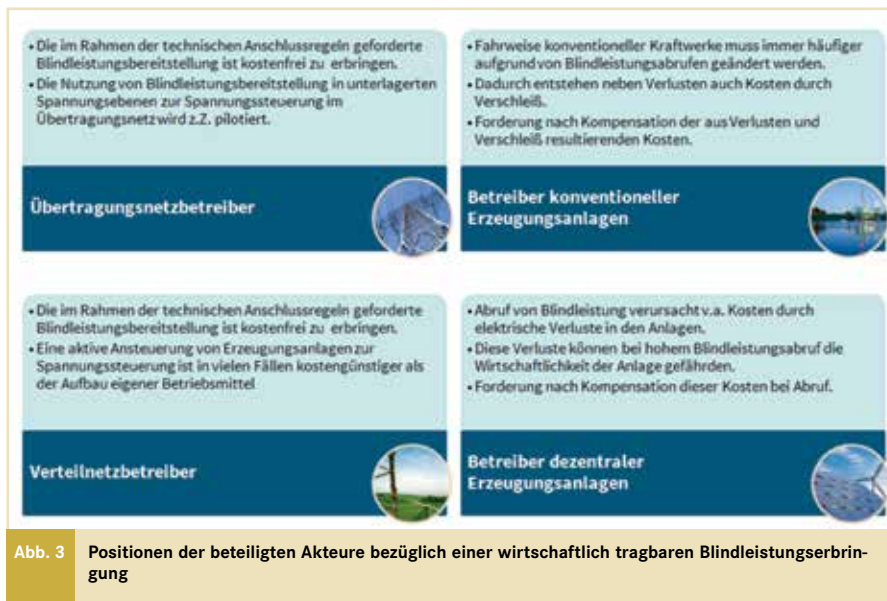 • Die im Rahmen der technischen Anschlussregeln geforderte
Blindleistungsbereitstellung ist kostenfrei zu erbringen.
• Die Nutzung von Blindleistungsbereitstellung in unterlagerten
Spannungsebenen zur Spannungssteuerung im
Übertragungsnetz wird z.Z. pilotiert.
Übertragungsnetzbetreiber
• Fahrweise konventioneller Kraftwerke muss immer häufiger
aufgrund von Blindleistungsabrufen geändert werden.
• Dadurch entstehen neben Verlusten auch Kosten durch
Verschleiß.
• Forderung nach Kompensation der aus Verlusten und
Verschleiß resultierenden Kosten.
Betreiber konventioneller
Erzeugungsanlagen
• Die im Rahmen der technischen Anschlussregeln geforderte
Blindleistungsbereitstellung ist kostenfrei zu erbringen.
• Eine aktive Ansteuerung von Erzeugungsanlagen zur
Spannungssteuerung ist in vielen Fällen kostengünstiger als
der Aufbau eigener Betriebsmittel
Verteilnetzbetreiber
• Abruf von Blindleistung verursacht v.a. Kosten durch
elektrische Verluste in den Anlagen.
• Diese Verluste können bei hohem Blindleistungsabruf die
Wirtschaftlichkeit der Anlage gefährden.
• Forderung nach Kompensation dieser Kosten bei Abruf.
Betreiber dezentraler
Erzeugungsanlagen
Abb. 3 Positionen der beteiligten Akteure bezüglich einer wirtschaftlich tragbaren Blindleistungserbrin-
gung